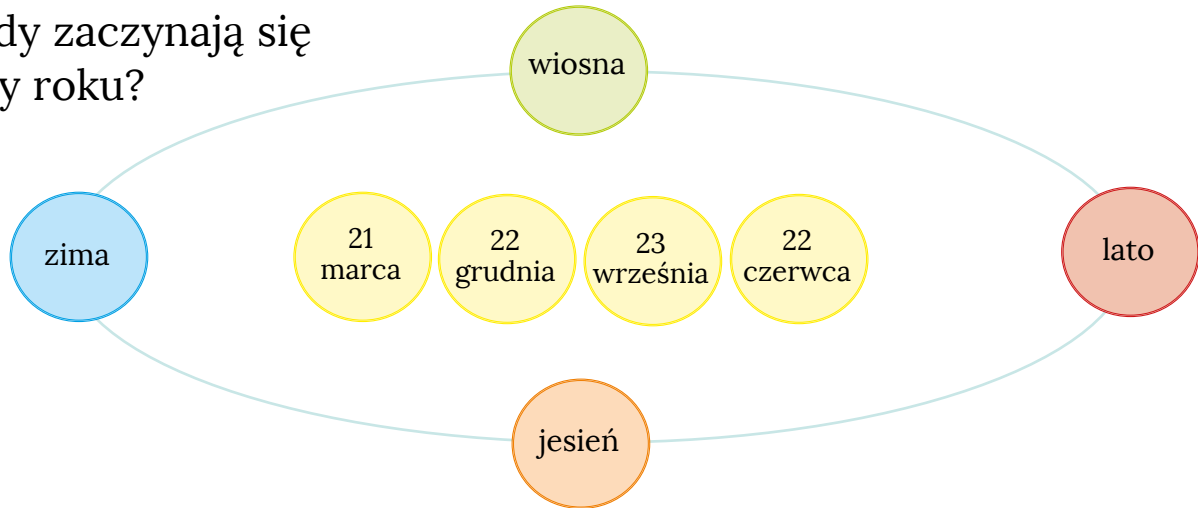 dy zaczynają się
y roku?
wiosna
zima
21
marca
22
grudnia
23
września
22
czerwca
lato
jesień